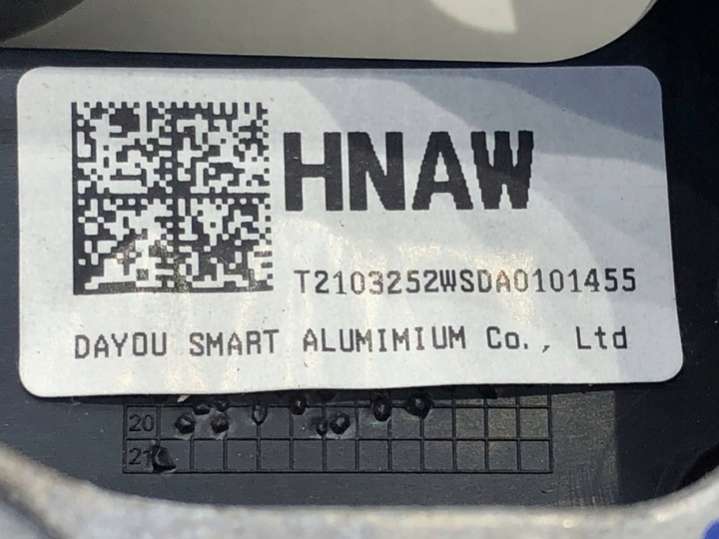 HNAW
T2103252WSDA0101455
DAYOU SMART ALUMIMIUM Co., Ltd
20
21